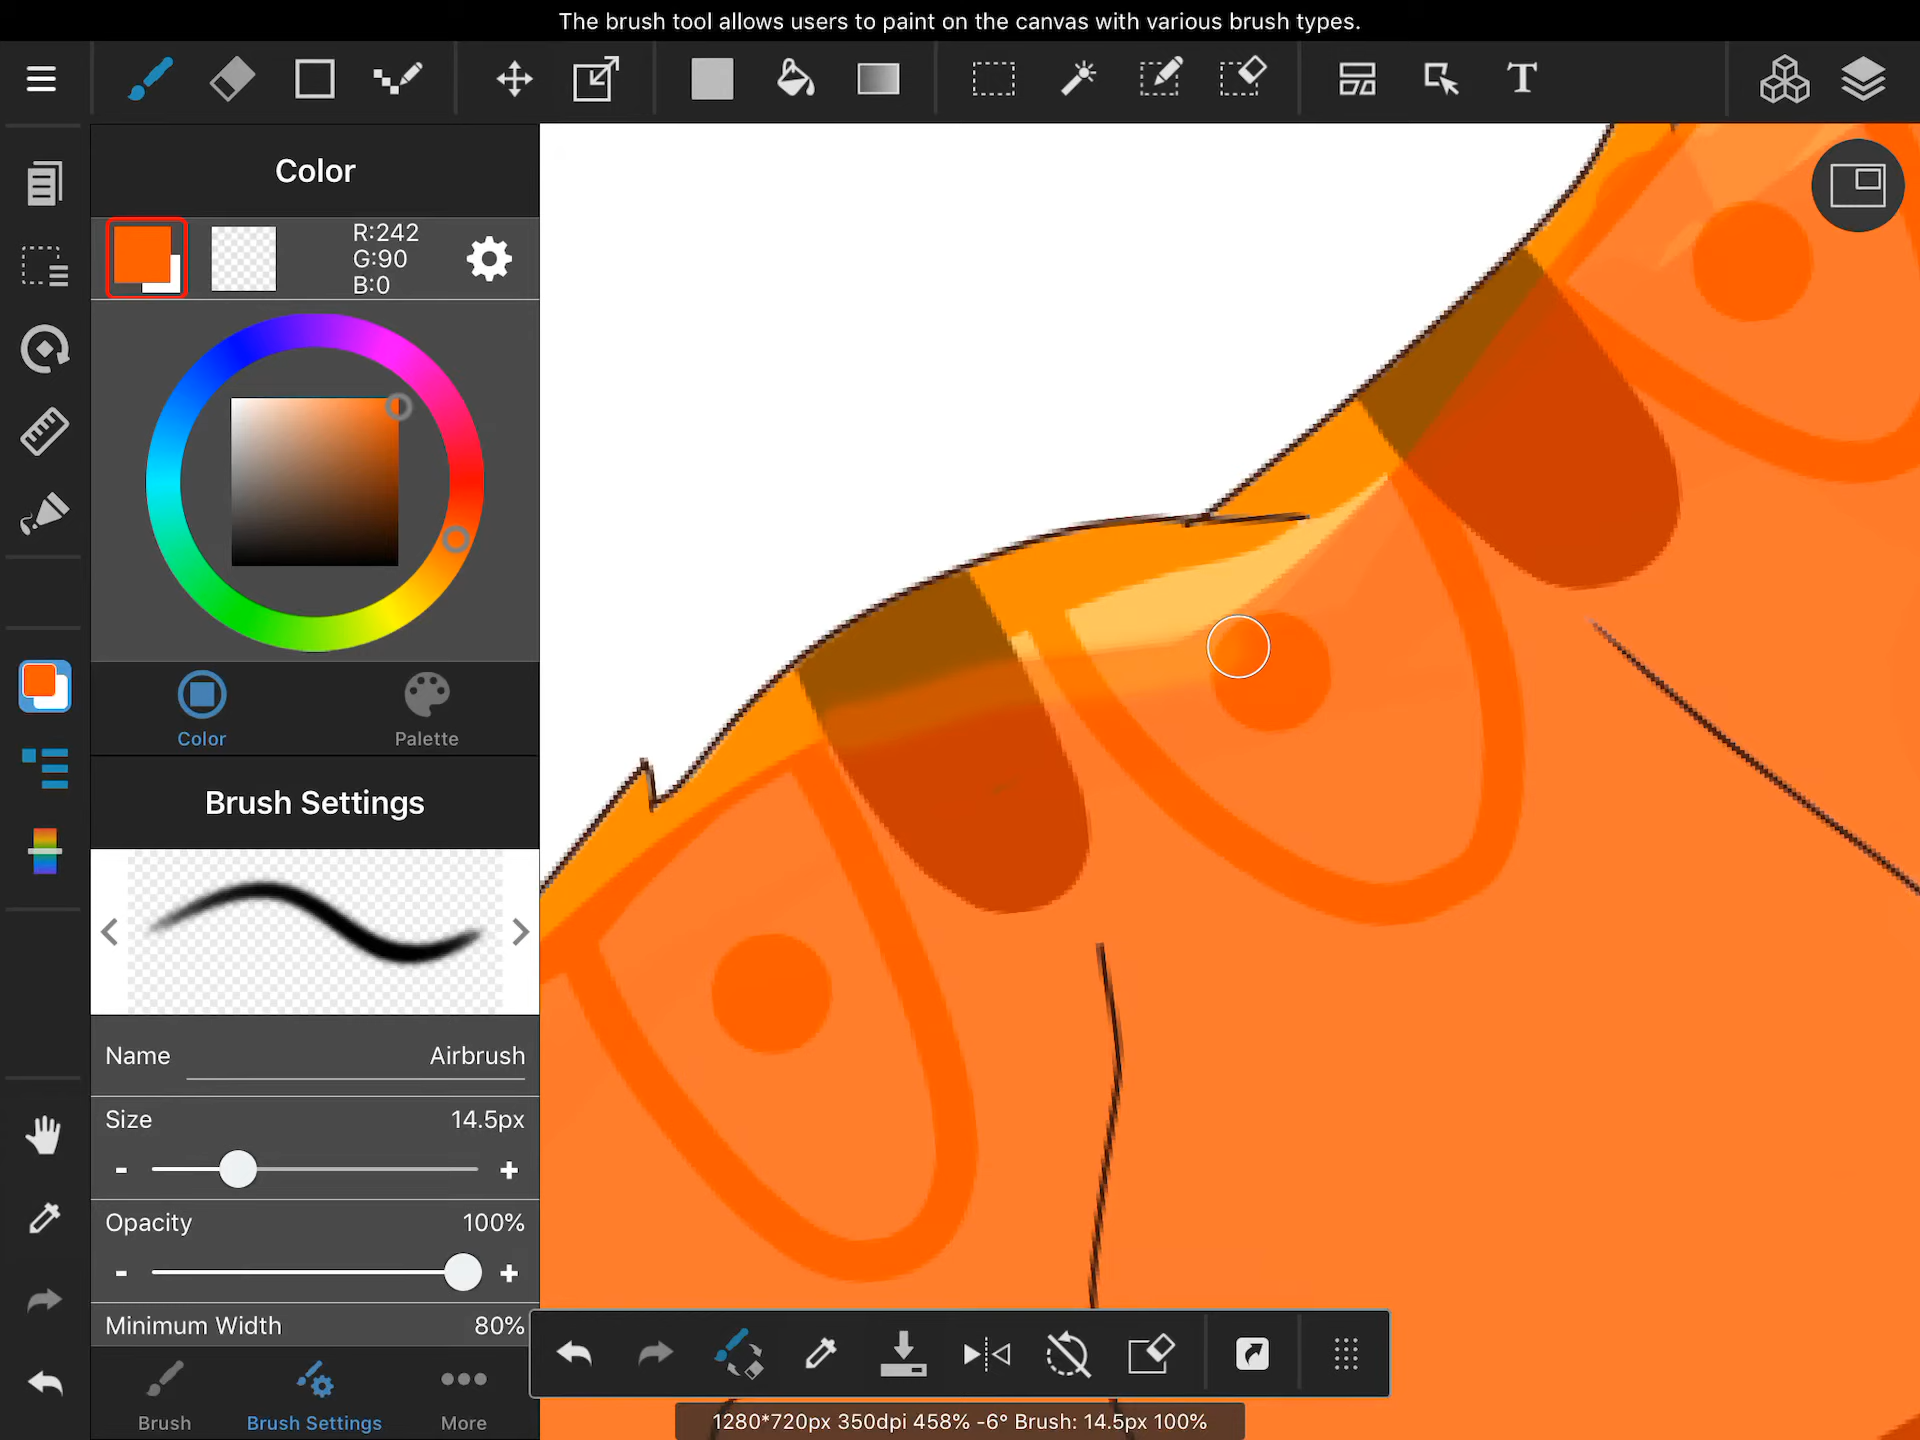 The brush tool allows users to paint on the canvas with various brush types.
T
Color
R:242
G:90
B:0
Color
Palette
Brush Settings
Name
Airbrush
Size
14.5px
-
+
Opacity
100%
-
+
Minimum Width
80%
Brush
Brush Settings
More
1280*720px 350dpi 458% -6° Brush: 14.5px 100%